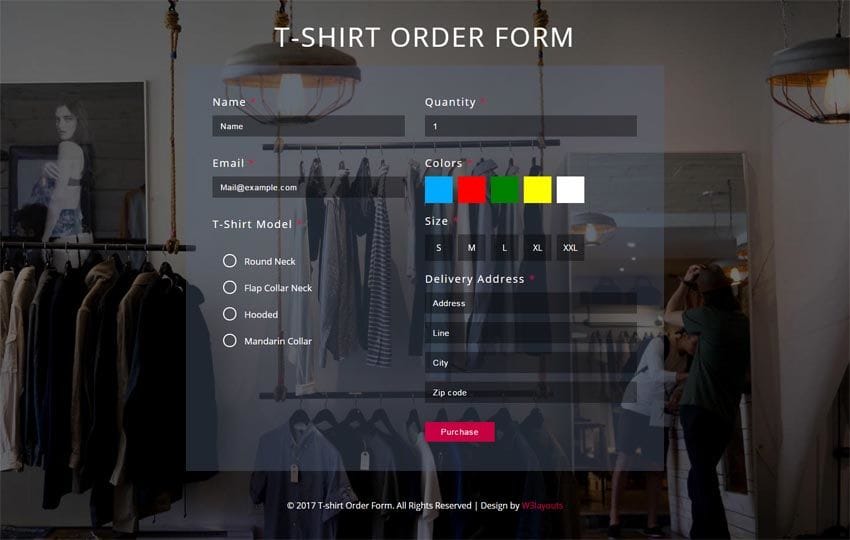 T-SHIRT ORDER FORM
Name *
Name
Email *
Mail@example.com
T-Shirt Model *
Round Neck
Flap Collar Neck
Hooded
Mandarin Collar
Quantity *
1
Colors *
Size *
S M L XL XXL
Delivery Address *
Address
Line
City
Zip code
Purchase
© 2017 T-shirt Order Form. All Rights Reserved | Design by W3layouts